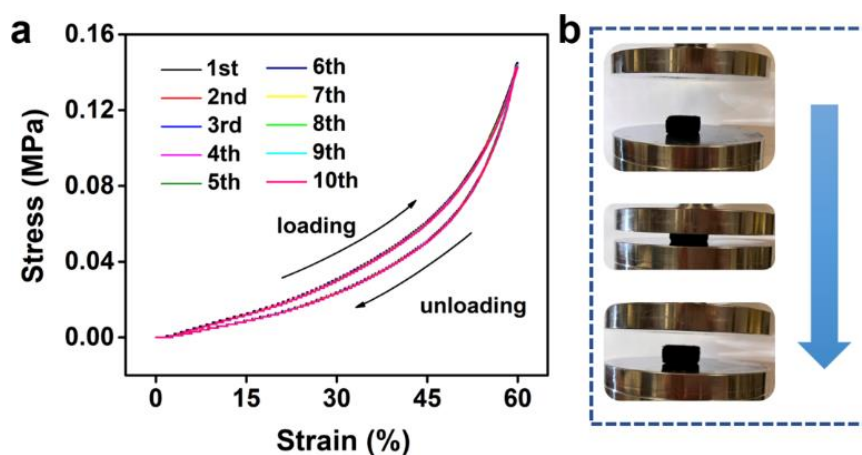 a
0.16
0.12
0.08
0.04
0.00
Stress (MPa)
1st 6th
2nd 7th
3rd 8th
4th 9th
5th 10th
loading
unloading
0 15 30 45 60
Strain (%)
b